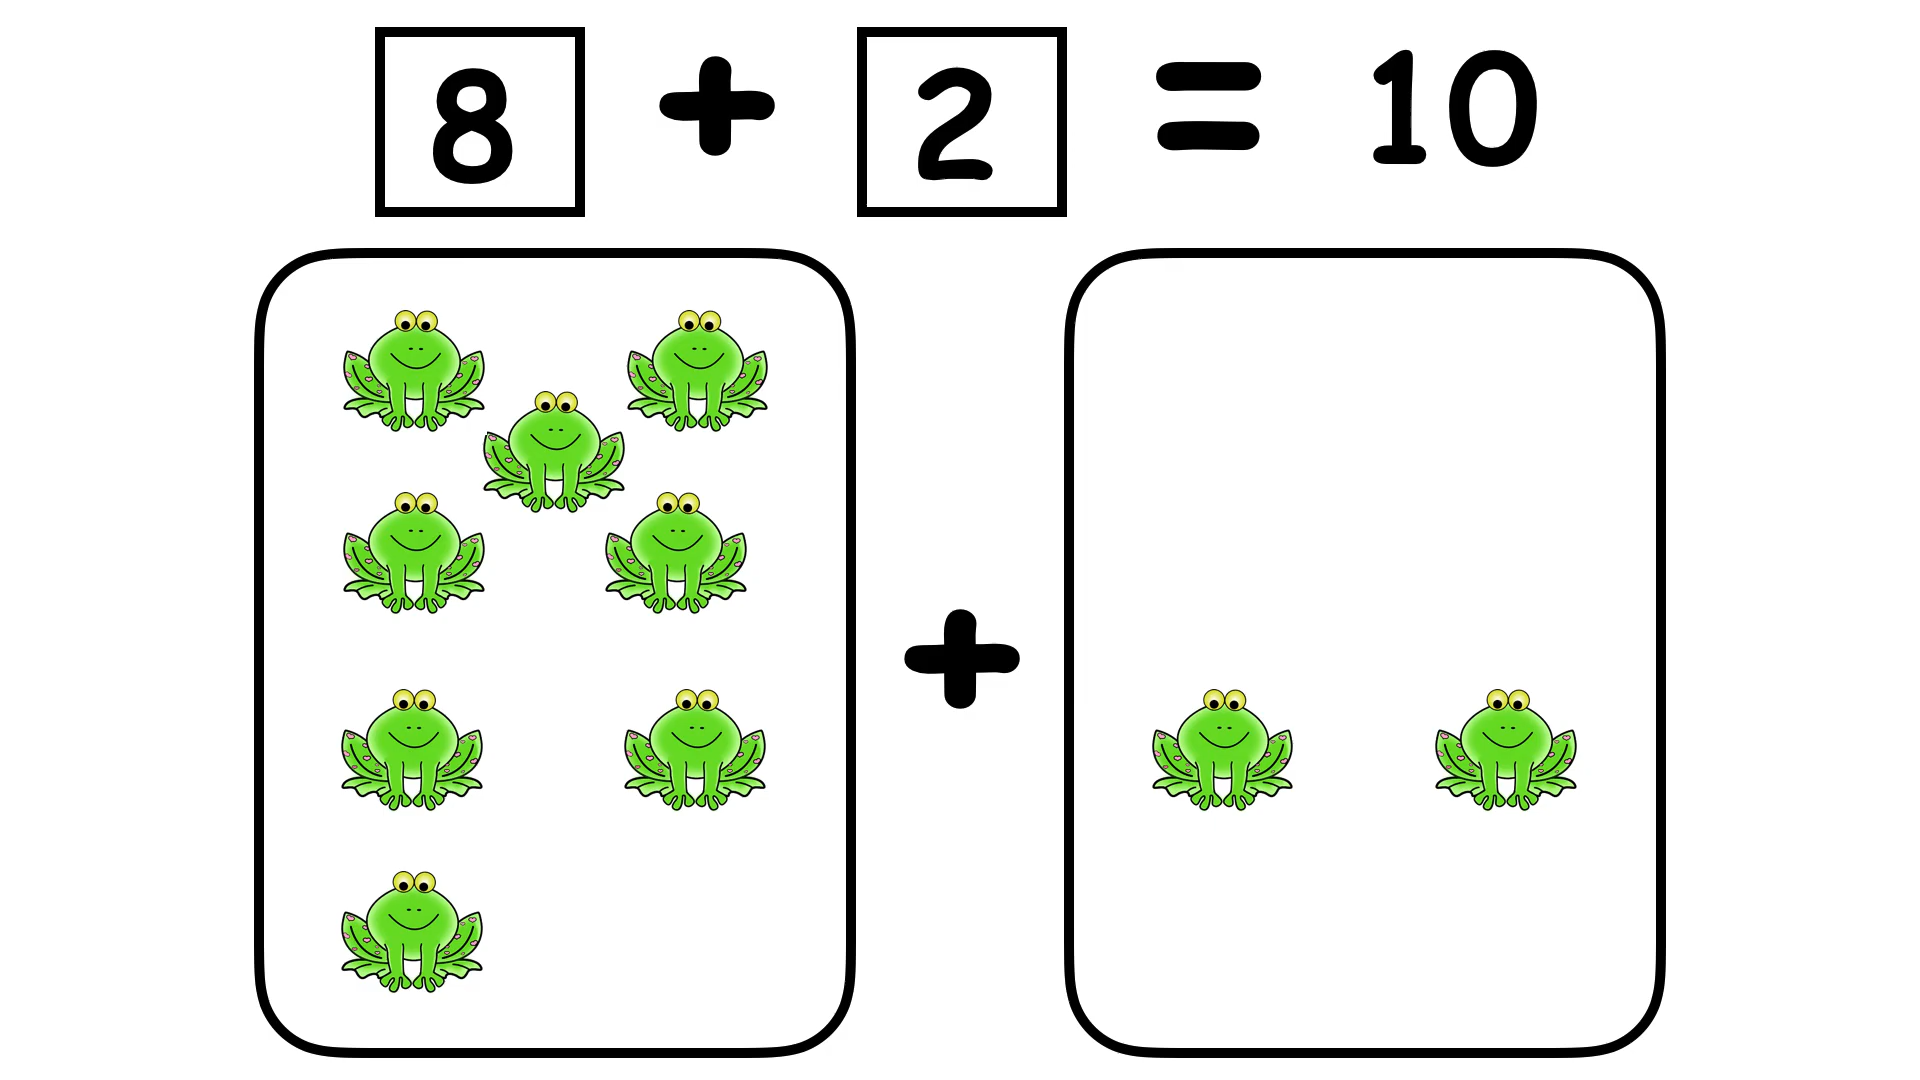 8 + 2 = 10
+